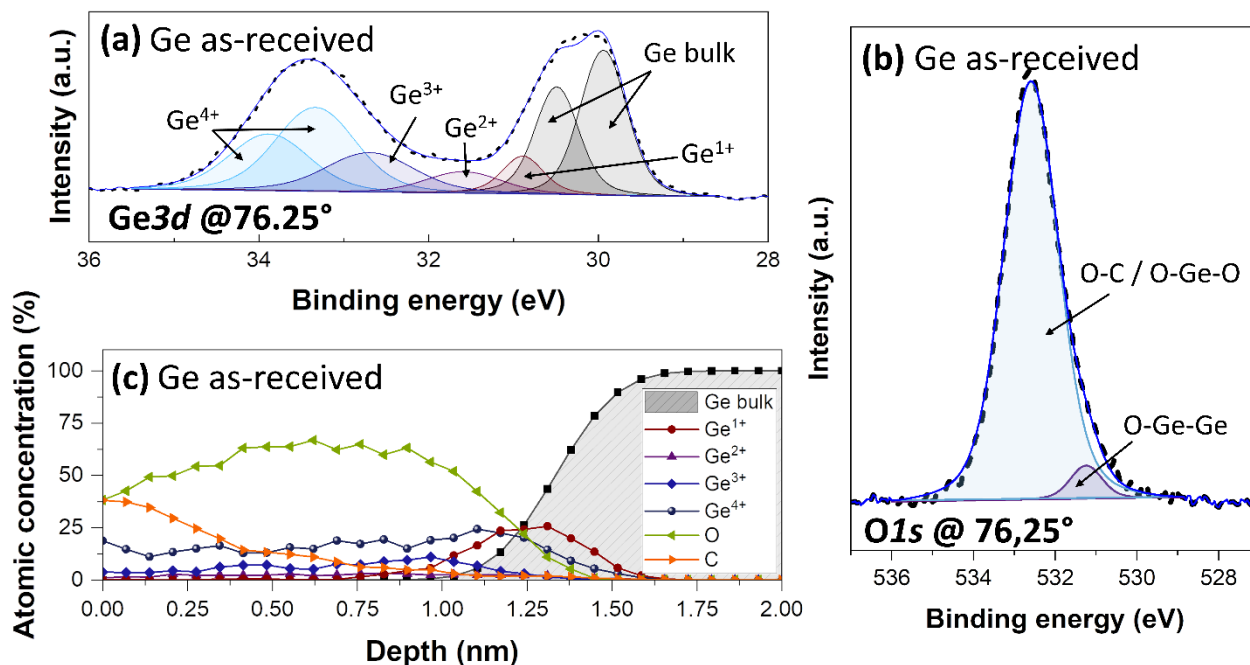 (a) Ge as-received
Intensity (a.u.)
Ge4+
Ge3+
Ge2+
Ge bulk
Ge1+
Ge3d @76.25°
36 34 32 30 28
Binding energy (eV)
(b) Ge as-received
Intensity (a.u.)
O-C / O-Ge-O
O-Ge-Ge
O1s @ 76,25°
536 534 532 530 528
Binding energy (eV)
(c) Ge as-received
Atomic concentration (%)
100
75
50
25
0
Ge bulk
Ge1+
Ge2+
Ge3+
Ge4+
O
C
0.00 0.25 0.50 0.75 1.00 1.25 1.50 1.75 2.00
Depth (nm)